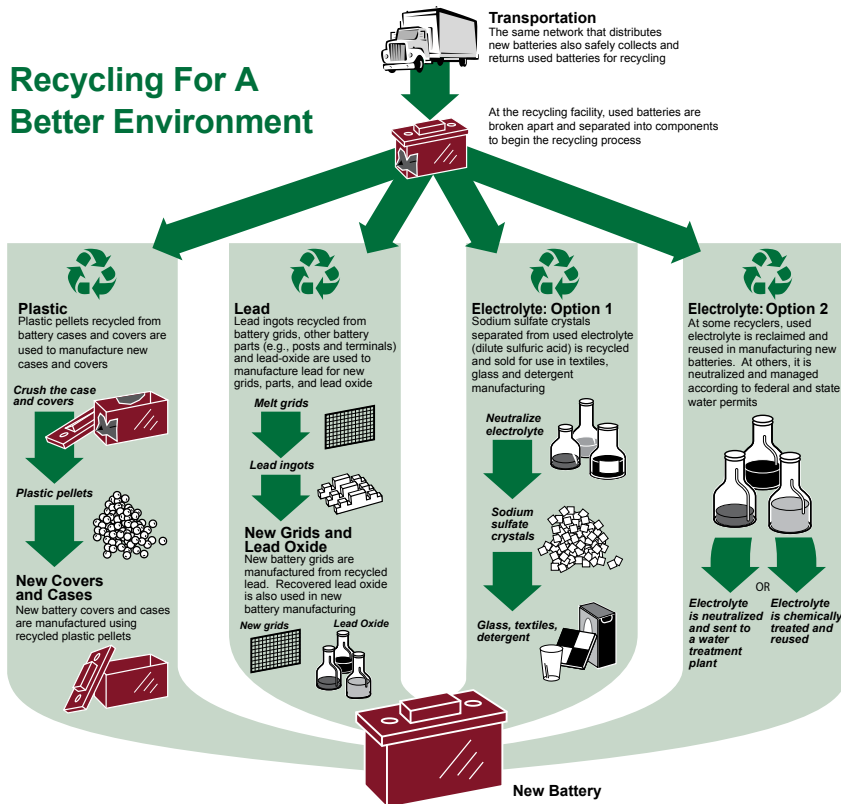 Transportation
The same network that distributes
new batteries also safely collects and
returns used batteries for recycling
Recycling For A
Better Environment
At the recycling facility, used batteries are
broken apart and separated into components
to begin the recycling process
Plastic
Plastic pellets recycled from
battery cases and covers are
used to manufacture new
cases and covers
Crush the case
and covers
Plastic pellets
New Covers
and Cases
New battery covers and cases
are manufactured using
recycled plastic pellets
Lead
Lead ingots recycled from
battery grids, other battery
parts (e.g., posts and terminals)
and lead-oxide are used to
manufacture lead for new
grids, parts, and lead oxide
Melt grids
Lead ingots
New Grids and
Lead Oxide
New battery grids are
manufactured from recycled
lead. Recovered lead oxide
is also used in new
battery manufacturing
New grids
Lead Oxide
Electrolyte: Option 1
Sodium sulfate crystals
separated from used electrolyte
(dilute sulfuric acid) is recycled
and sold for use in textiles,
glass and detergent
manufacturing
Neutralize
electrolyte
Sodium
sulfate
crystals
Glass, textiles,
detergent
Electrolyte: Option 2
At some recyclers, used
electrolyte is reclaimed and
reused in manufacturing new
batteries. At others, it is
neutralized and managed
according to federal and state
water permits
Electrolyte
is neutralized
and sent to
a water
treatment
plant
OR
Electrolyte
is chemically
treated and
reused
New Battery